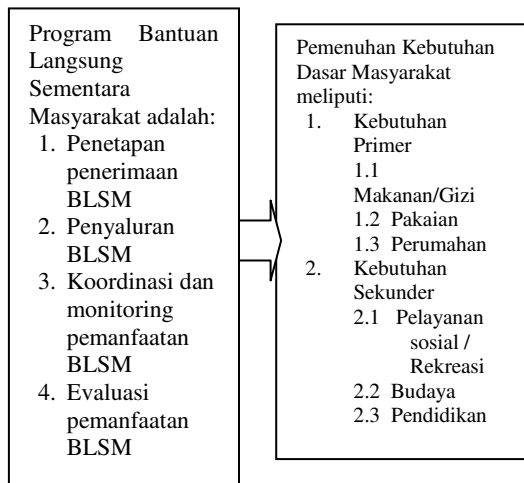 Program Bantuan
Langsung
Sementara
Masyarakat adalah:
1. Penetapan
penerimaan
BLSM
2. Penyaluran
BLSM
3. Koordinasi dan
monitoring
pemanfaatan
BLSM
4. Evaluasi
pemanfaatan
BLSM
Pemenuhan Kebutuhan
Dasar Masyarakat
meliputi:
1. Kebutuhan
Primer
1.1
Makanan/Gizi
1.2 Pakaian
1.3 Perumahan
2. Kebutuhan
Sekunder
2.1 Pelayanan
sosial /
Rekreasi
2.2 Budaya
2.3 Pendidikan